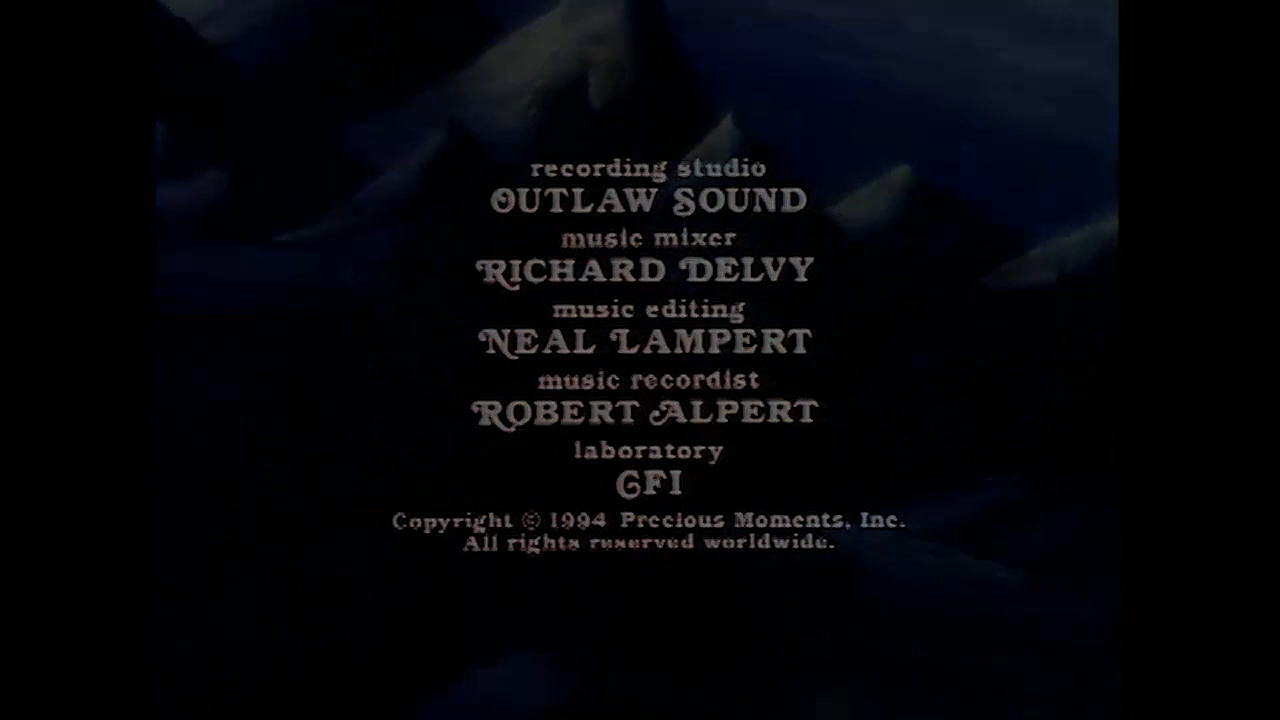 recording studio
OUTLAW SOUND
music mixer
RICHARD DELVY
music editing
NEAL LAMPERT
music recordist
ROBERT ALPERT
laboratory
CFI
Copyright © 1994 Precious Moments, Inc.
All rights reserved worldwide.